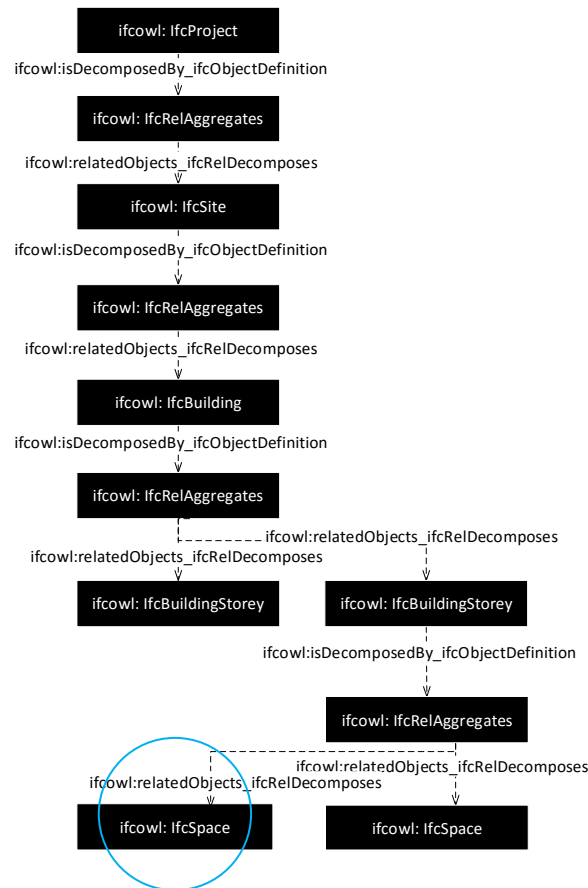 ifcowl: IfcProject
ifcowl:isDecomposedBy_ifcObjectDefinition
ifcowl: IfcRelAggregates
ifcowl:relatedObjects_ifcRelDecomposes
ifcowl: IfcSite
ifcowl:isDecomposedBy_ifcObjectDefinition
ifcowl: IfcRelAggregates
ifcowl:relatedObjects_ifcRelDecomposes
ifcowl: IfcBuilding
ifcowl:isDecomposedBy_ifcObjectDefinition
ifcowl: IfcRelAggregates
ifcowl:relatedObjects_ifcRelDecomposes
ifcowl:relatedObjects_ifcRelDecomposes
ifcowl: IfcBuildingStorey
ifcowl: IfcBuildingStorey
ifcowl:isDecomposedBy_ifcObjectDefinition
ifcowl: IfcRelAggregates
ifcowl:relatedObjects_ifcRelDecomposes
ifcowl:relatedObjects_ifcRelDecomposes
ifcowl: IfcSpace
ifcowl: IfcSpace